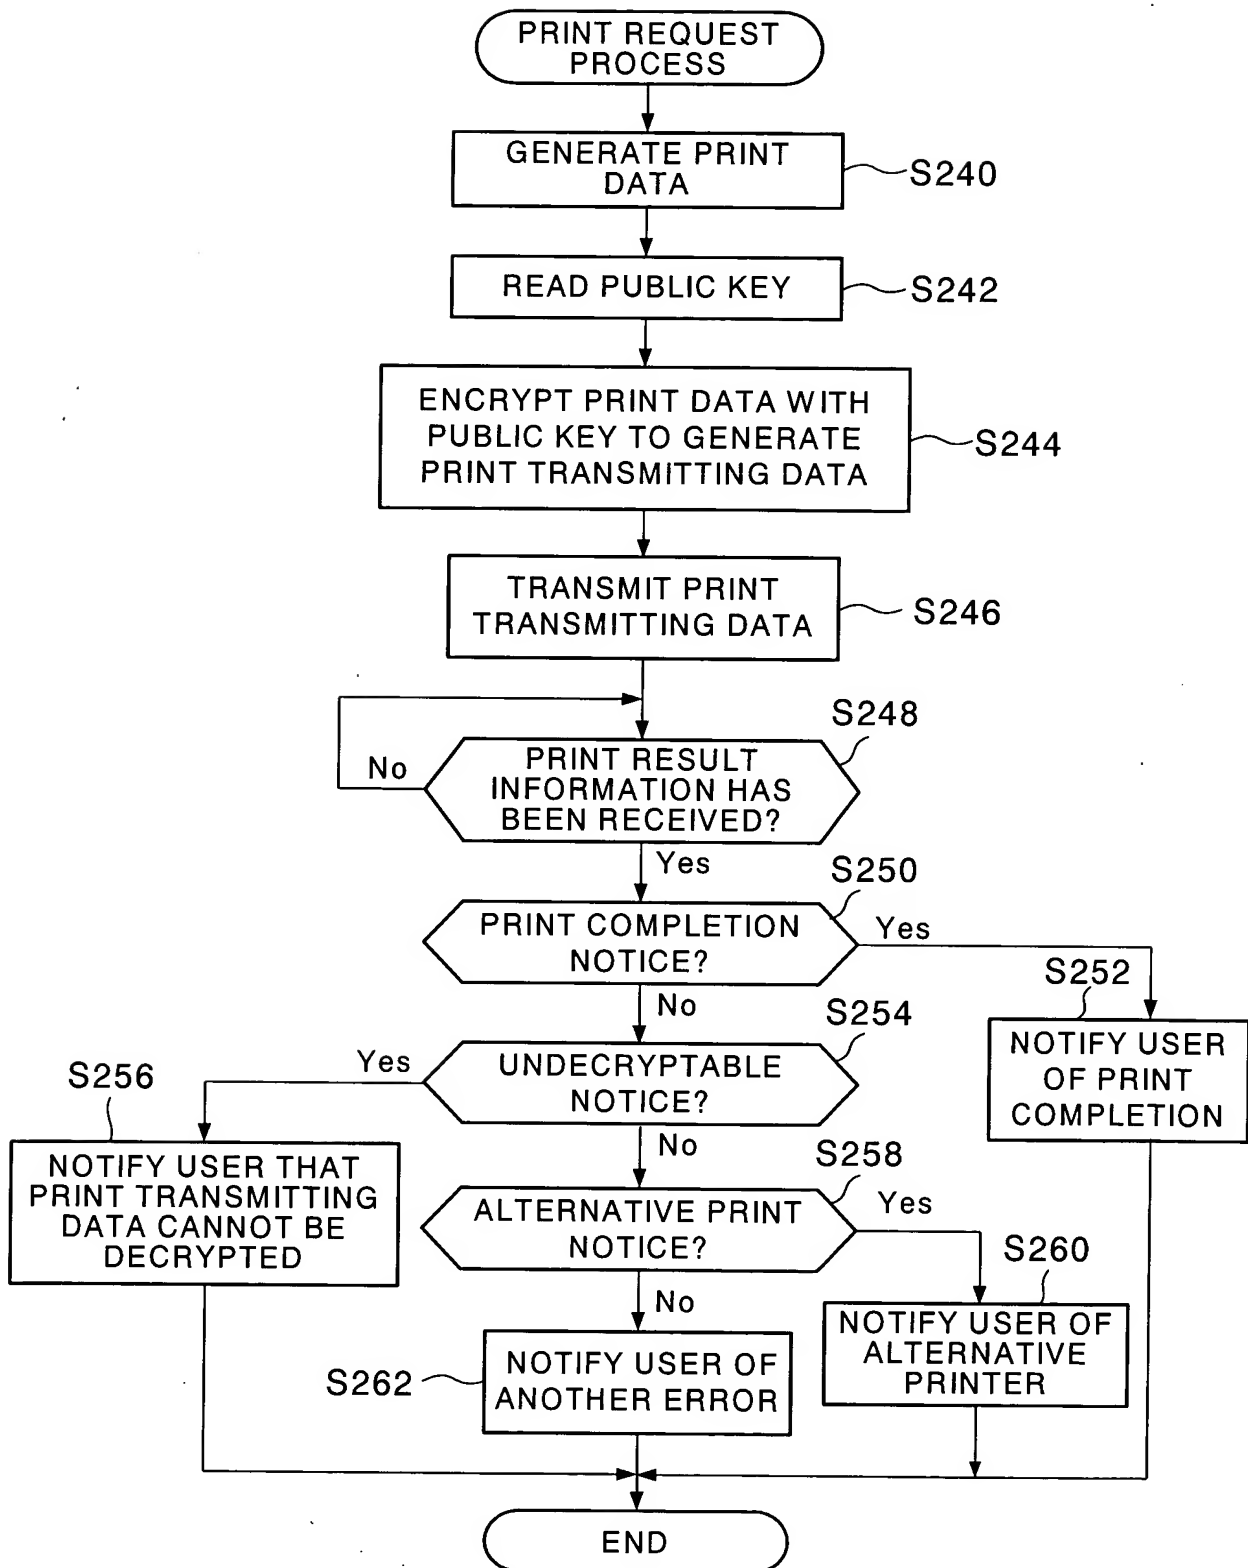 PRINT REQUEST
PROCESS
GENERATE PRINT
DATA
S240
READ PUBLIC KEY
S242
ENCRYPT PRINT DATA WITH
PUBLIC KEY TO GENERATE
PRINT TRANSMITTING DATA
S244
TRANSMIT PRINT
TRANSMITTING DATA
S246
S248
PRINT RESULT
INFORMATION HAS
BEEN RECEIVED?
No
Yes
S250
PRINT COMPLETION
NOTICE?
Yes
No
S252
NOTIFY USER
OF PRINT
COMPLETION
S254
UNDECRYPTABLE
NOTICE?
Yes
No
S256
NOTIFY USER THAT
PRINT TRANSMITTING
DATA CANNOT BE
DECRYPTED
S258
ALTERNATIVE PRINT
NOTICE?
Yes
No
S260
NOTIFY USER OF
ALTERNATIVE
PRINTER
S262
NOTIFY USER OF
ANOTHER ERROR
END